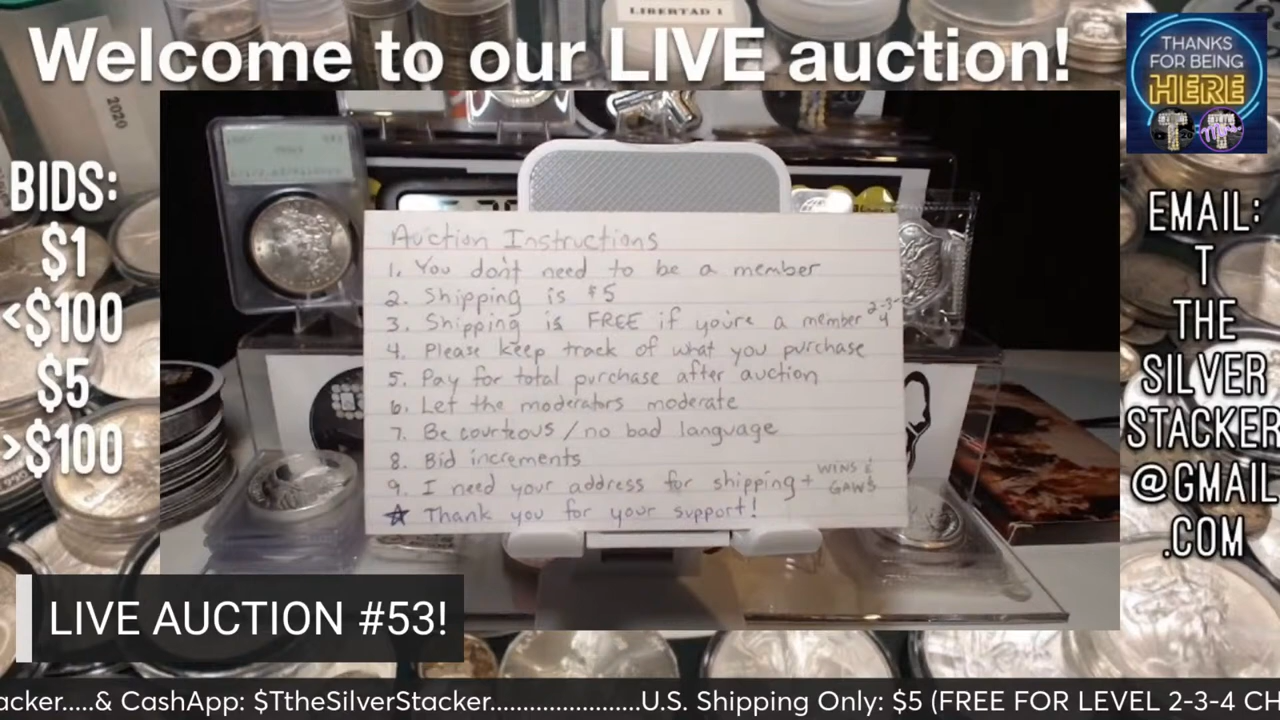 LIBERTAD 1
Welcome to our LIVE auction!
THANKS
FOR BEING
HERE
2020
BIDS:
$1
<$100
$5
>$100
Auction Instructions
1. You don't need to be a member
2. Shipping is $5
3. Shipping is FREE if you're a member 2-3-4
4. Please keep track of what you purchase
5. Pay for total purchase after auction
6. Let the moderators moderate
7. Be courteous / no bad language
8. Bid increments
9. I need your address for shipping + WINS & GAWS
☆ Thank you for your support!
EMAIL:
T
THE
SILVER
STACKER
@GMAIL
.COM
LIVE AUCTION #53!
acker.....& CashApp: $TtheSilverStacker.......................U.S. Shipping Only: $5 (FREE FOR LEVEL 2-3-4 CH